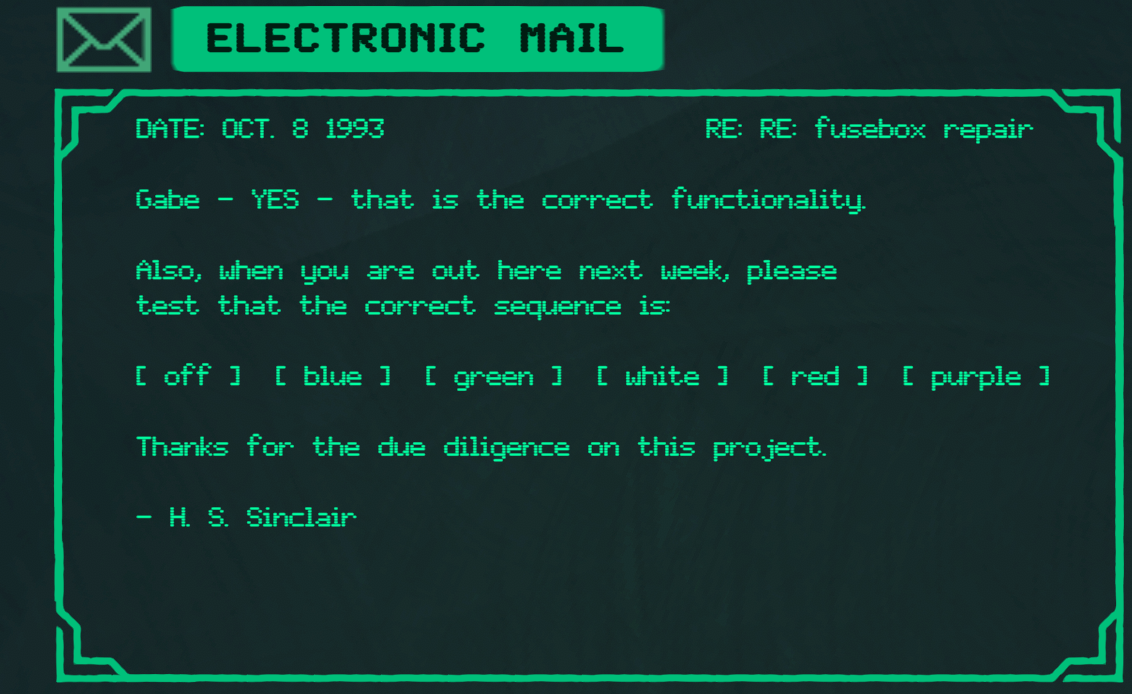 ELECTRONIC MAIL
DATE: OCT. 8 1993 RE: RE: fusebox repair
Gabe - YES - that is the correct functionality.
Also, when you are out here next week, please
test that the correct sequence is:
[ off ] [ blue ] [ green ] [ white ] [ red ] [ purple ]
Thanks for the due diligence on this project.
- H. S. Sinclair